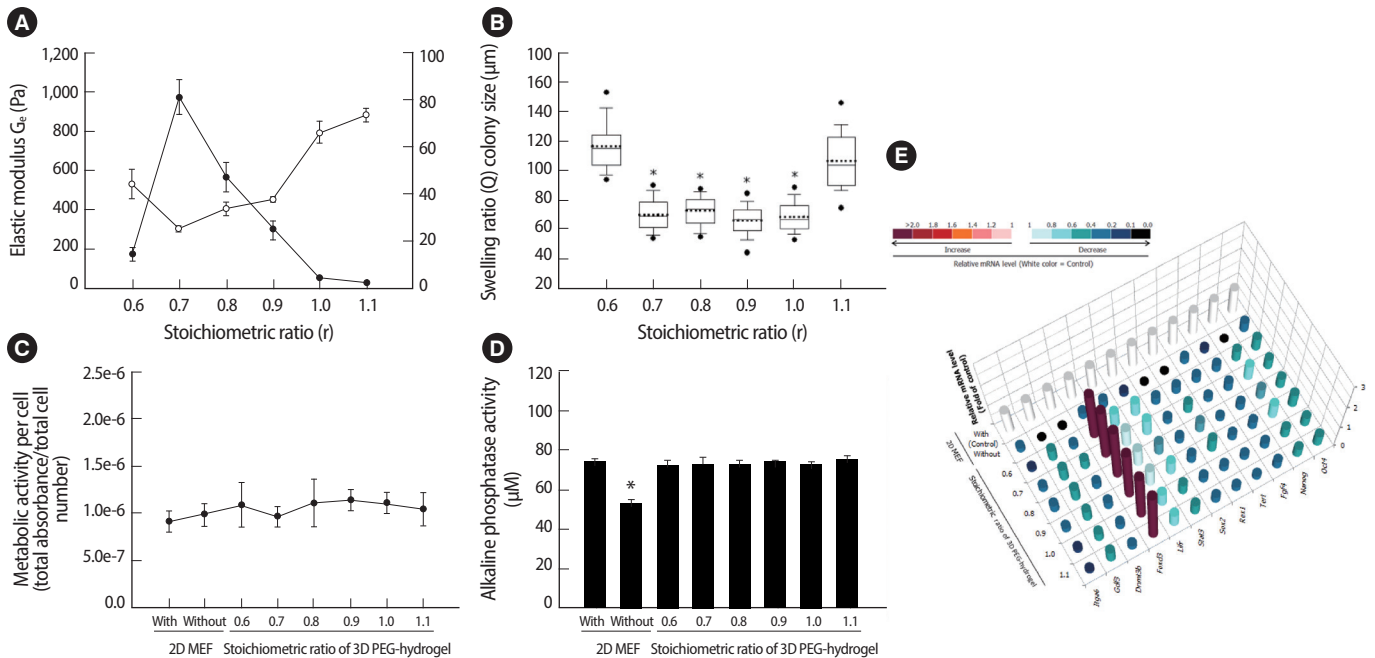 A
Elastic modulus Ge (Pa)
1,200
1,000
800
600
400
200
0
100
80
60
40
20
0
0.6 0.7 0.8 0.9 1.0 1.1
Stoichiometric ratio (r)
B
Swelling ratio (Q) colony size (μm)
180
160
140
120
100
80
60
40
20
* * * *
0.6 0.7 0.8 0.9 1.0 1.1
Stoichiometric ratio (r)
C
Metabolic activity per cell
(total absorbance/total cell
number)
2.5e-6
2.0e-6
1.5e-6
1.0e-6
5.0e-7
0.0
With Without 0.6 0.7 0.8 0.9 1.0 1.1
2D MEF Stoichiometric ratio of 3D PEG-hydrogel
D
Alkaline phosphatase activity
(μM)
120
100
80
60
40
20
0
*
With Without 0.6 0.7 0.8 0.9 1.0 1.1
2D MEF Stoichiometric ratio of 3D PEG-hydrogel
E
>2.0 2.0 1.8 1.6 1.4 1.2 1 1 0.8 0.6 0.4 0.2 0.1 0.0
Increase Decrease
Relative mRNA level (White color = Control)
Relative mRNA level
(Fold of control)
3
2
1
0
With
(Control)
Without
0.6
0.7
0.8
0.9
1.0
1.1
2D MEF
Stoichiometric ratio of 3D PEG-hydrogel
Gdf3
Dnmt3b
Foxd3
Lifr
Stat3
Sox2
Rex1
Tert
Fgf4
Nanog
Oct4